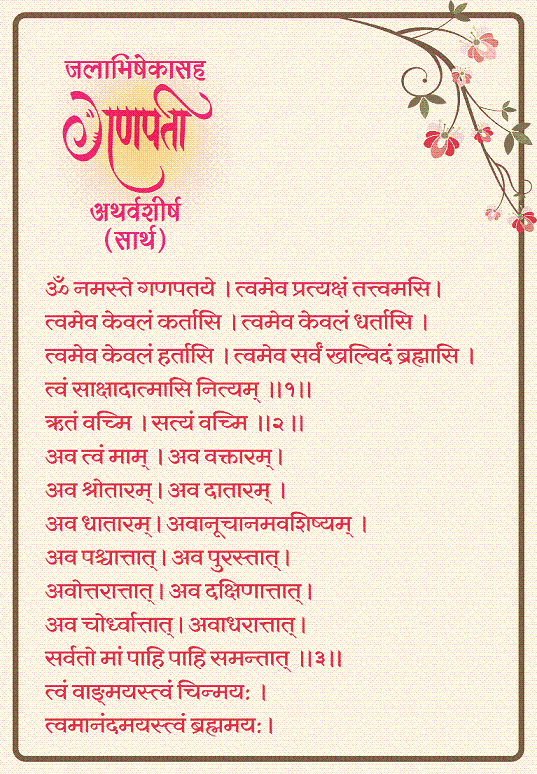 जलाभिषेकासह
गणपती
अथर्वशीर्ष
(सार्थ)
ॐ नमस्ते गणपतये । त्वमेव प्रत्यक्षं तत्त्वमसि।
त्वमेव केवलं कर्तासि । त्वमेव केवलं धर्तासि ।
त्वमेव केवलं हर्तासि । त्वमेव सर्वं खल्विदं ब्रह्मासि ।
त्वं साक्षादात्मासि नित्यम् ॥१॥
ऋतं वच्मि । सत्यं वच्मि ॥२॥
अव त्वं माम् । अव वक्तारम्।
अव श्रोतारम्। अव दातारम् ।
अव धातारम्। अवानूचानमवशिष्यम् ।
अव पश्चात्तात्। अव पुरस्तात्।
अवोत्तरात्तात्। अव दक्षिणात्तात्।
अव चोर्ध्वात्तात्। अवाधरात्तात्।
सर्वतो मां पाहि पाहि समन्तात् ॥३॥
त्वं वाङ्मयस्त्वं चिन्मयः ।
त्वमानंदमयस्त्वं ब्रह्ममयः।